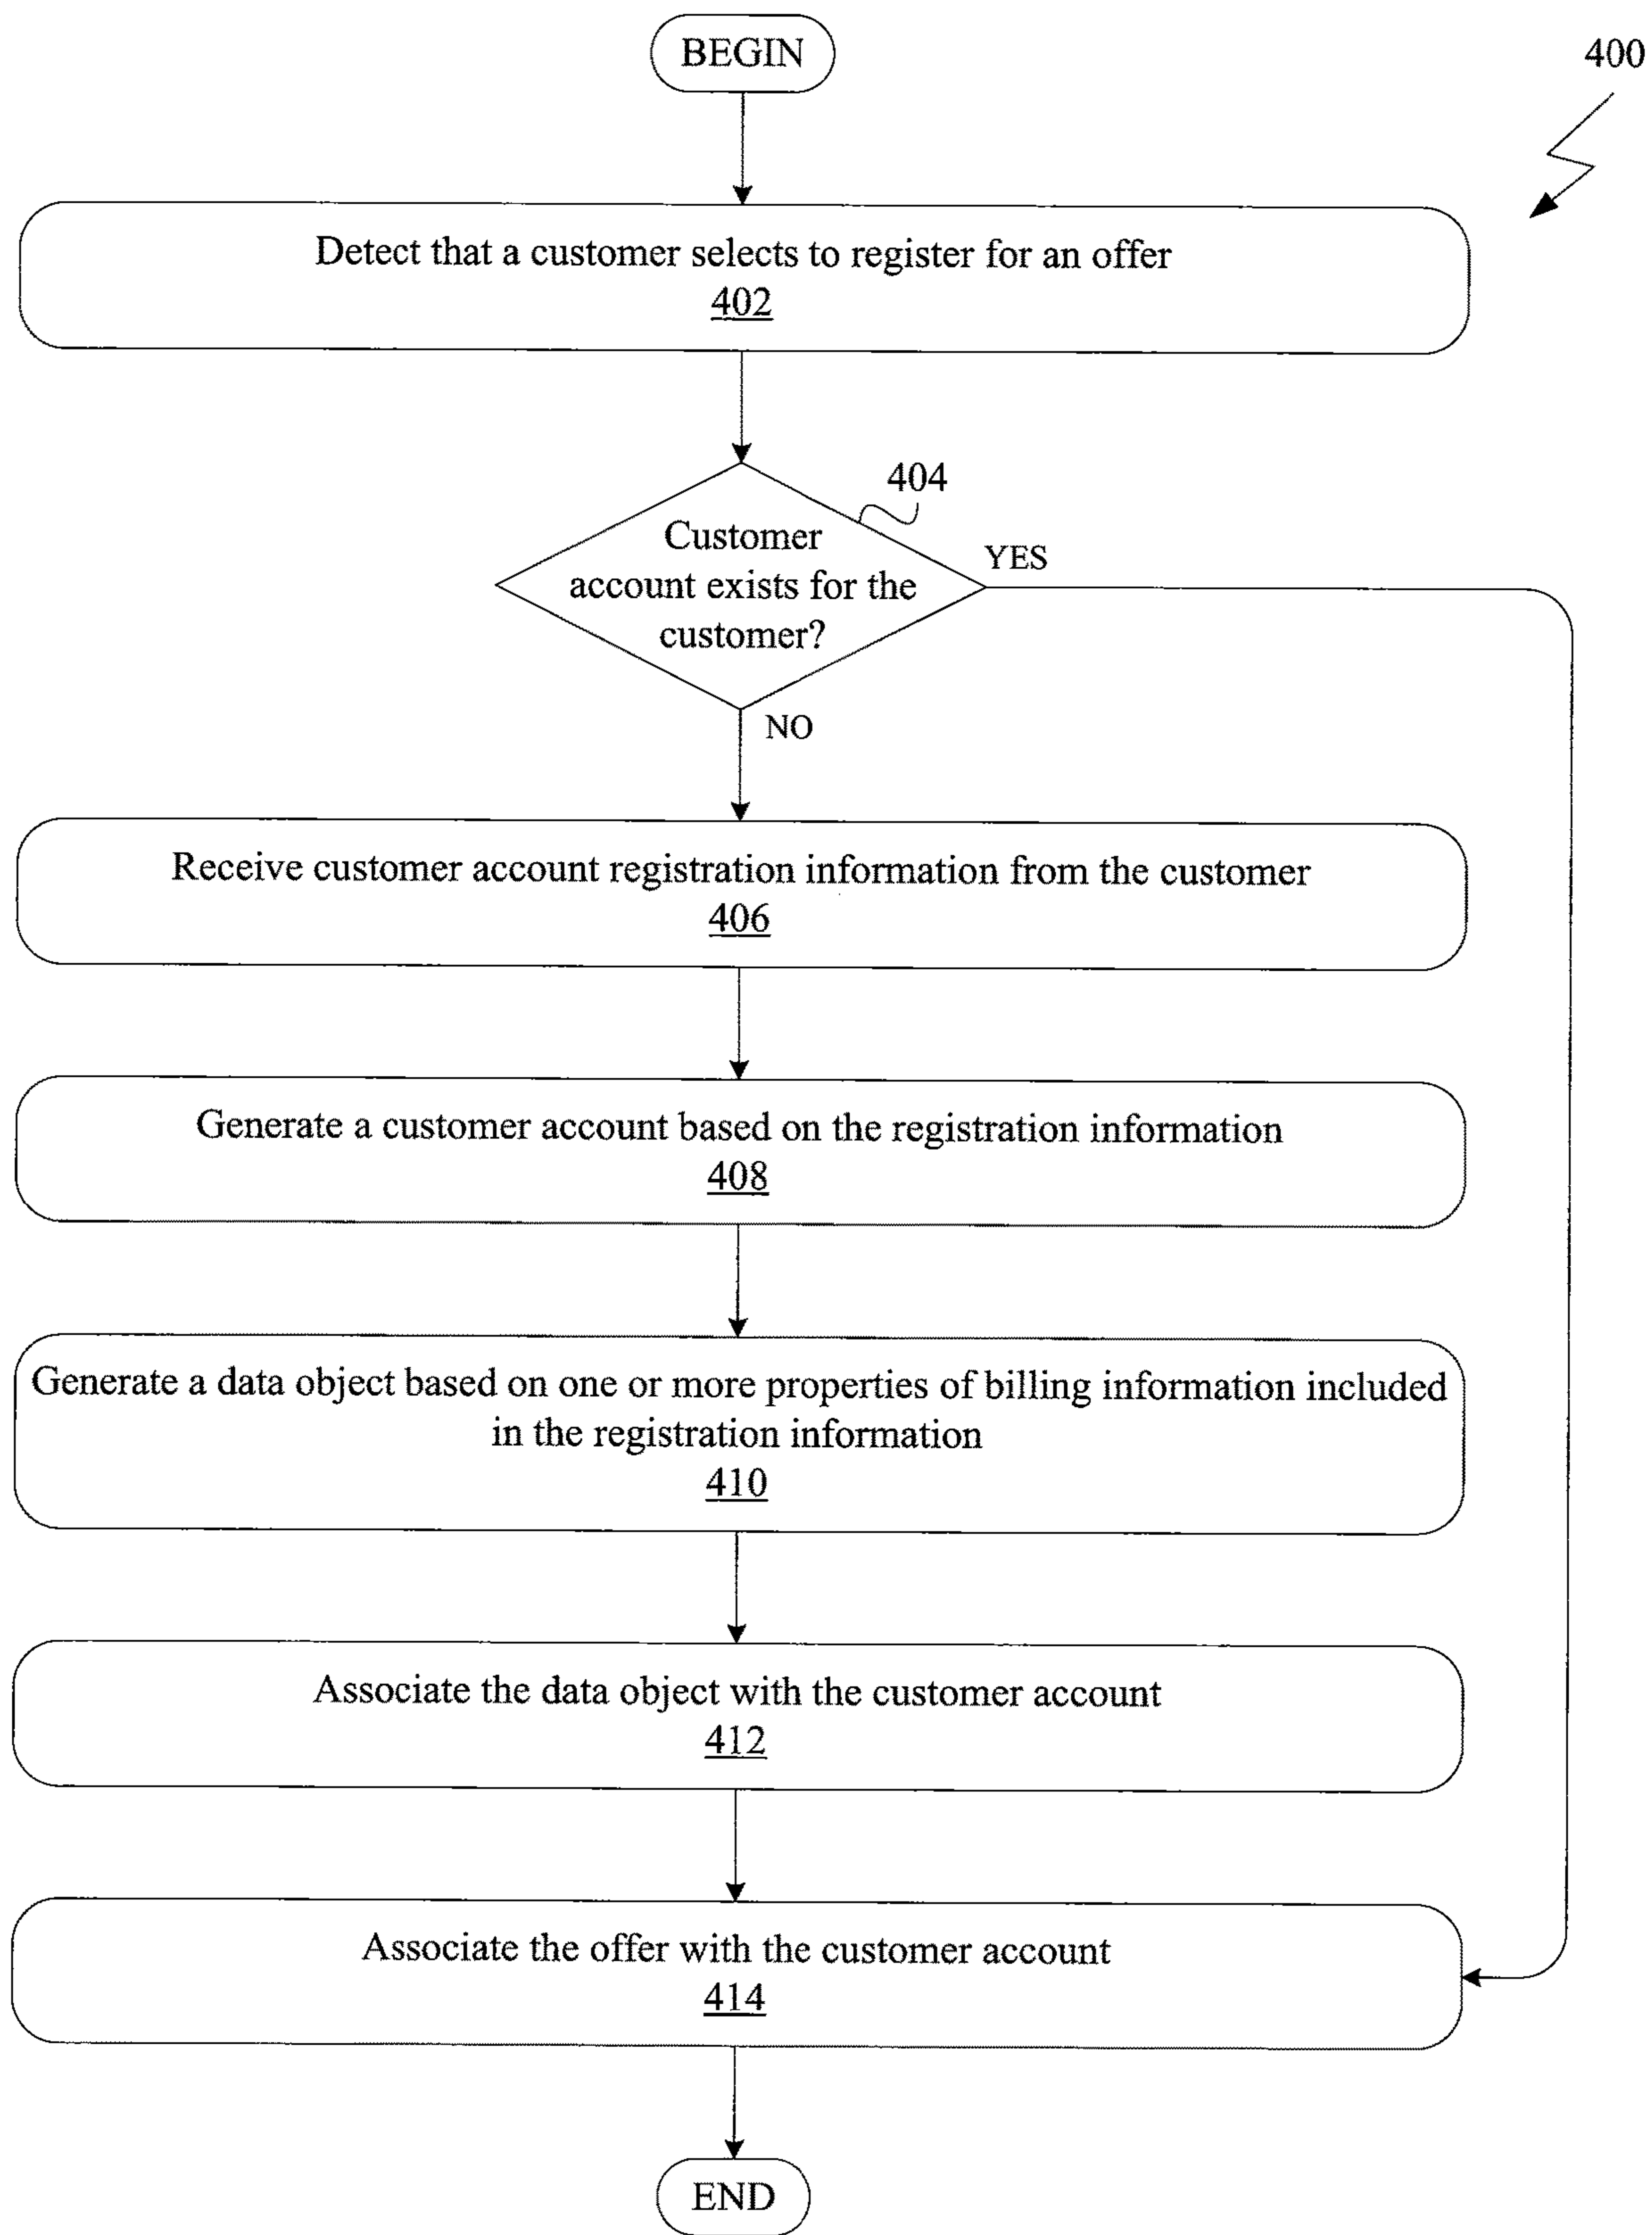 BEGIN
400
Detect that a customer selects to register for an offer
402
404
Customer
account exists for the
customer?
YES
NO
Receive customer account registration information from the customer
406
Generate a customer account based on the registration information
408
Generate a data object based on one or more properties of billing information included
in the registration information
410
Associate the data object with the customer account
412
Associate the offer with the customer account
414
END